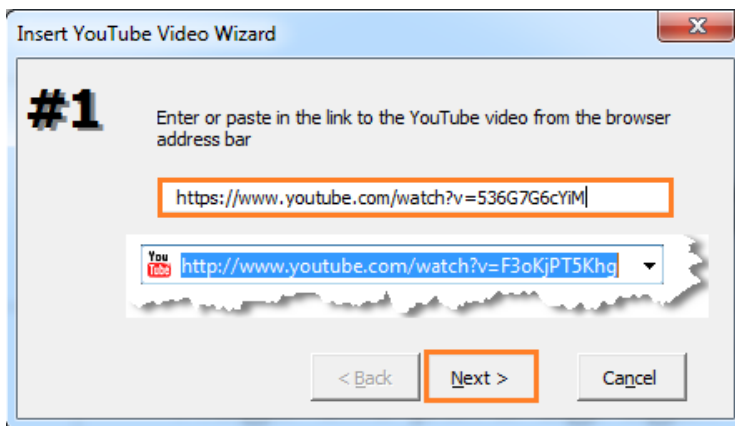 Insert YouTube Video Wizard
X
#1
Enter or paste in the link to the YouTube video from the browser
address bar
https://www.youtube.com/watch?v=536G7G6cYiM
You
Tube
http://www.youtube.com/watch?v=F3oKjPT5Khg
< Back
Next >
Cancel